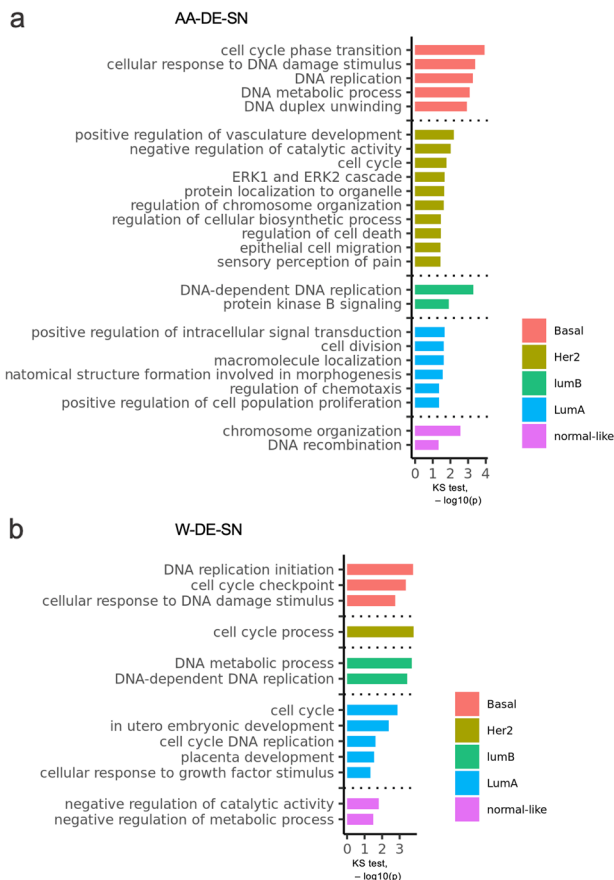 a
AA-DE-SN
cell cycle phase transition
cellular response to DNA damage stimulus
DNA replication
DNA metabolic process
DNA duplex unwinding
positive regulation of vasculature development
negative regulation of catalytic activity
cell cycle
ERK1 and ERK2 cascade
protein localization to organelle
regulation of chromosome organization
regulation of cellular biosynthetic process
regulation of cell death
epithelial cell migration
sensory perception of pain
DNA-dependent DNA replication
protein kinase B signaling
positive regulation of intracellular signal transduction
cell division
macromolecule localization
natomical structure formation involved in morphogenesis
regulation of chemotaxis
positive regulation of cell population proliferation
chromosome organization
DNA recombination
Basal
Her2
lumB
LumA
normal-like
0 1 2 3 4
KS test,
– log10(p)
b
W-DE-SN
DNA replication initiation
cell cycle checkpoint
cellular response to DNA damage stimulus
cell cycle process
DNA metabolic process
DNA-dependent DNA replication
cell cycle
in utero embryonic development
cell cycle DNA replication
placenta development
cellular response to growth factor stimulus
negative regulation of catalytic activity
negative regulation of metabolic process
Basal
Her2
lumB
LumA
normal-like
0 1 2 3
KS test,
– log10(p)